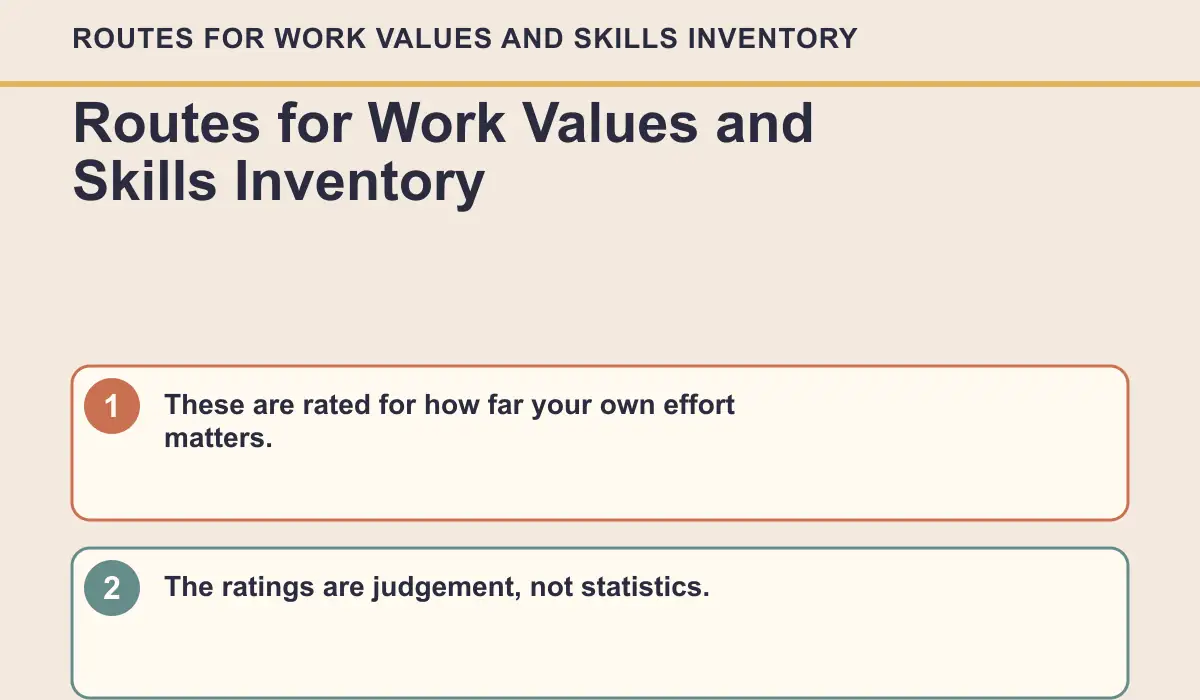 ROUTES FOR WORK VALUES AND SKILLS INVENTORY
Routes for Work Values and
Skills Inventory
1
These are rated for how far your own effort
matters.
2
The ratings are judgement, not statistics.